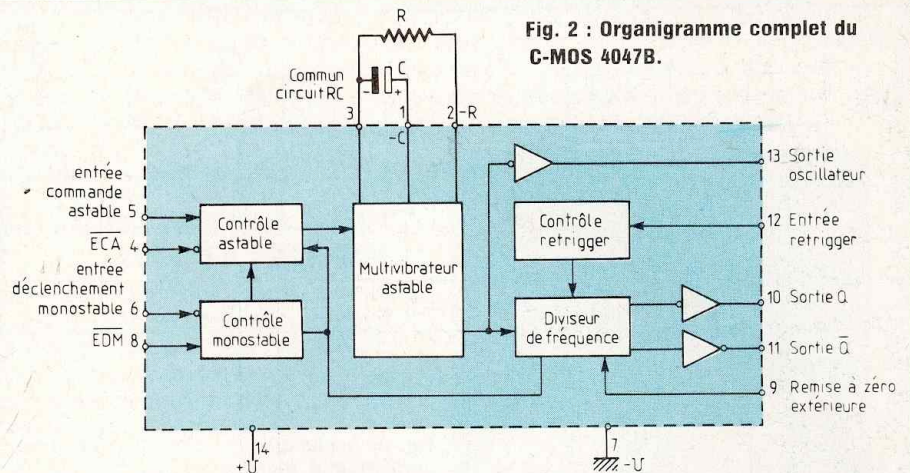 Fig. 2 : Organigramme complet du
C-MOS 4047B.
R
Commun
circuit RC
C
- +
3 1 2 -R
-C
entrée
commande
astable 5
ECA 4
entrée
déclenchement
monostable 6
EDM 8
Contrôle
astable
Contrôle
monostable
Multivibrateur
astable
Contrôle
retrigger
Diviseur
de fréquence
13 Sortie
oscillateur
12 Entrée
retrigger
10 Sortie Q
11 Sortie Q̅
9 Remise à zéro
extérieure
14
+U
7
-U